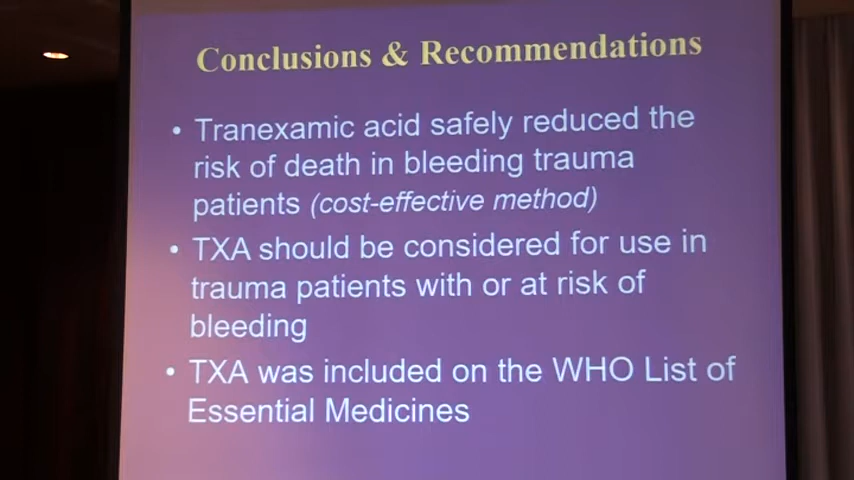 Conclusions & Recommendations
• Tranexamic acid safely reduced the
risk of death in bleeding trauma
patients (cost-effective method)
• TXA should be considered for use in
trauma patients with or at risk of
bleeding
• TXA was included on the WHO List of
Essential Medicines